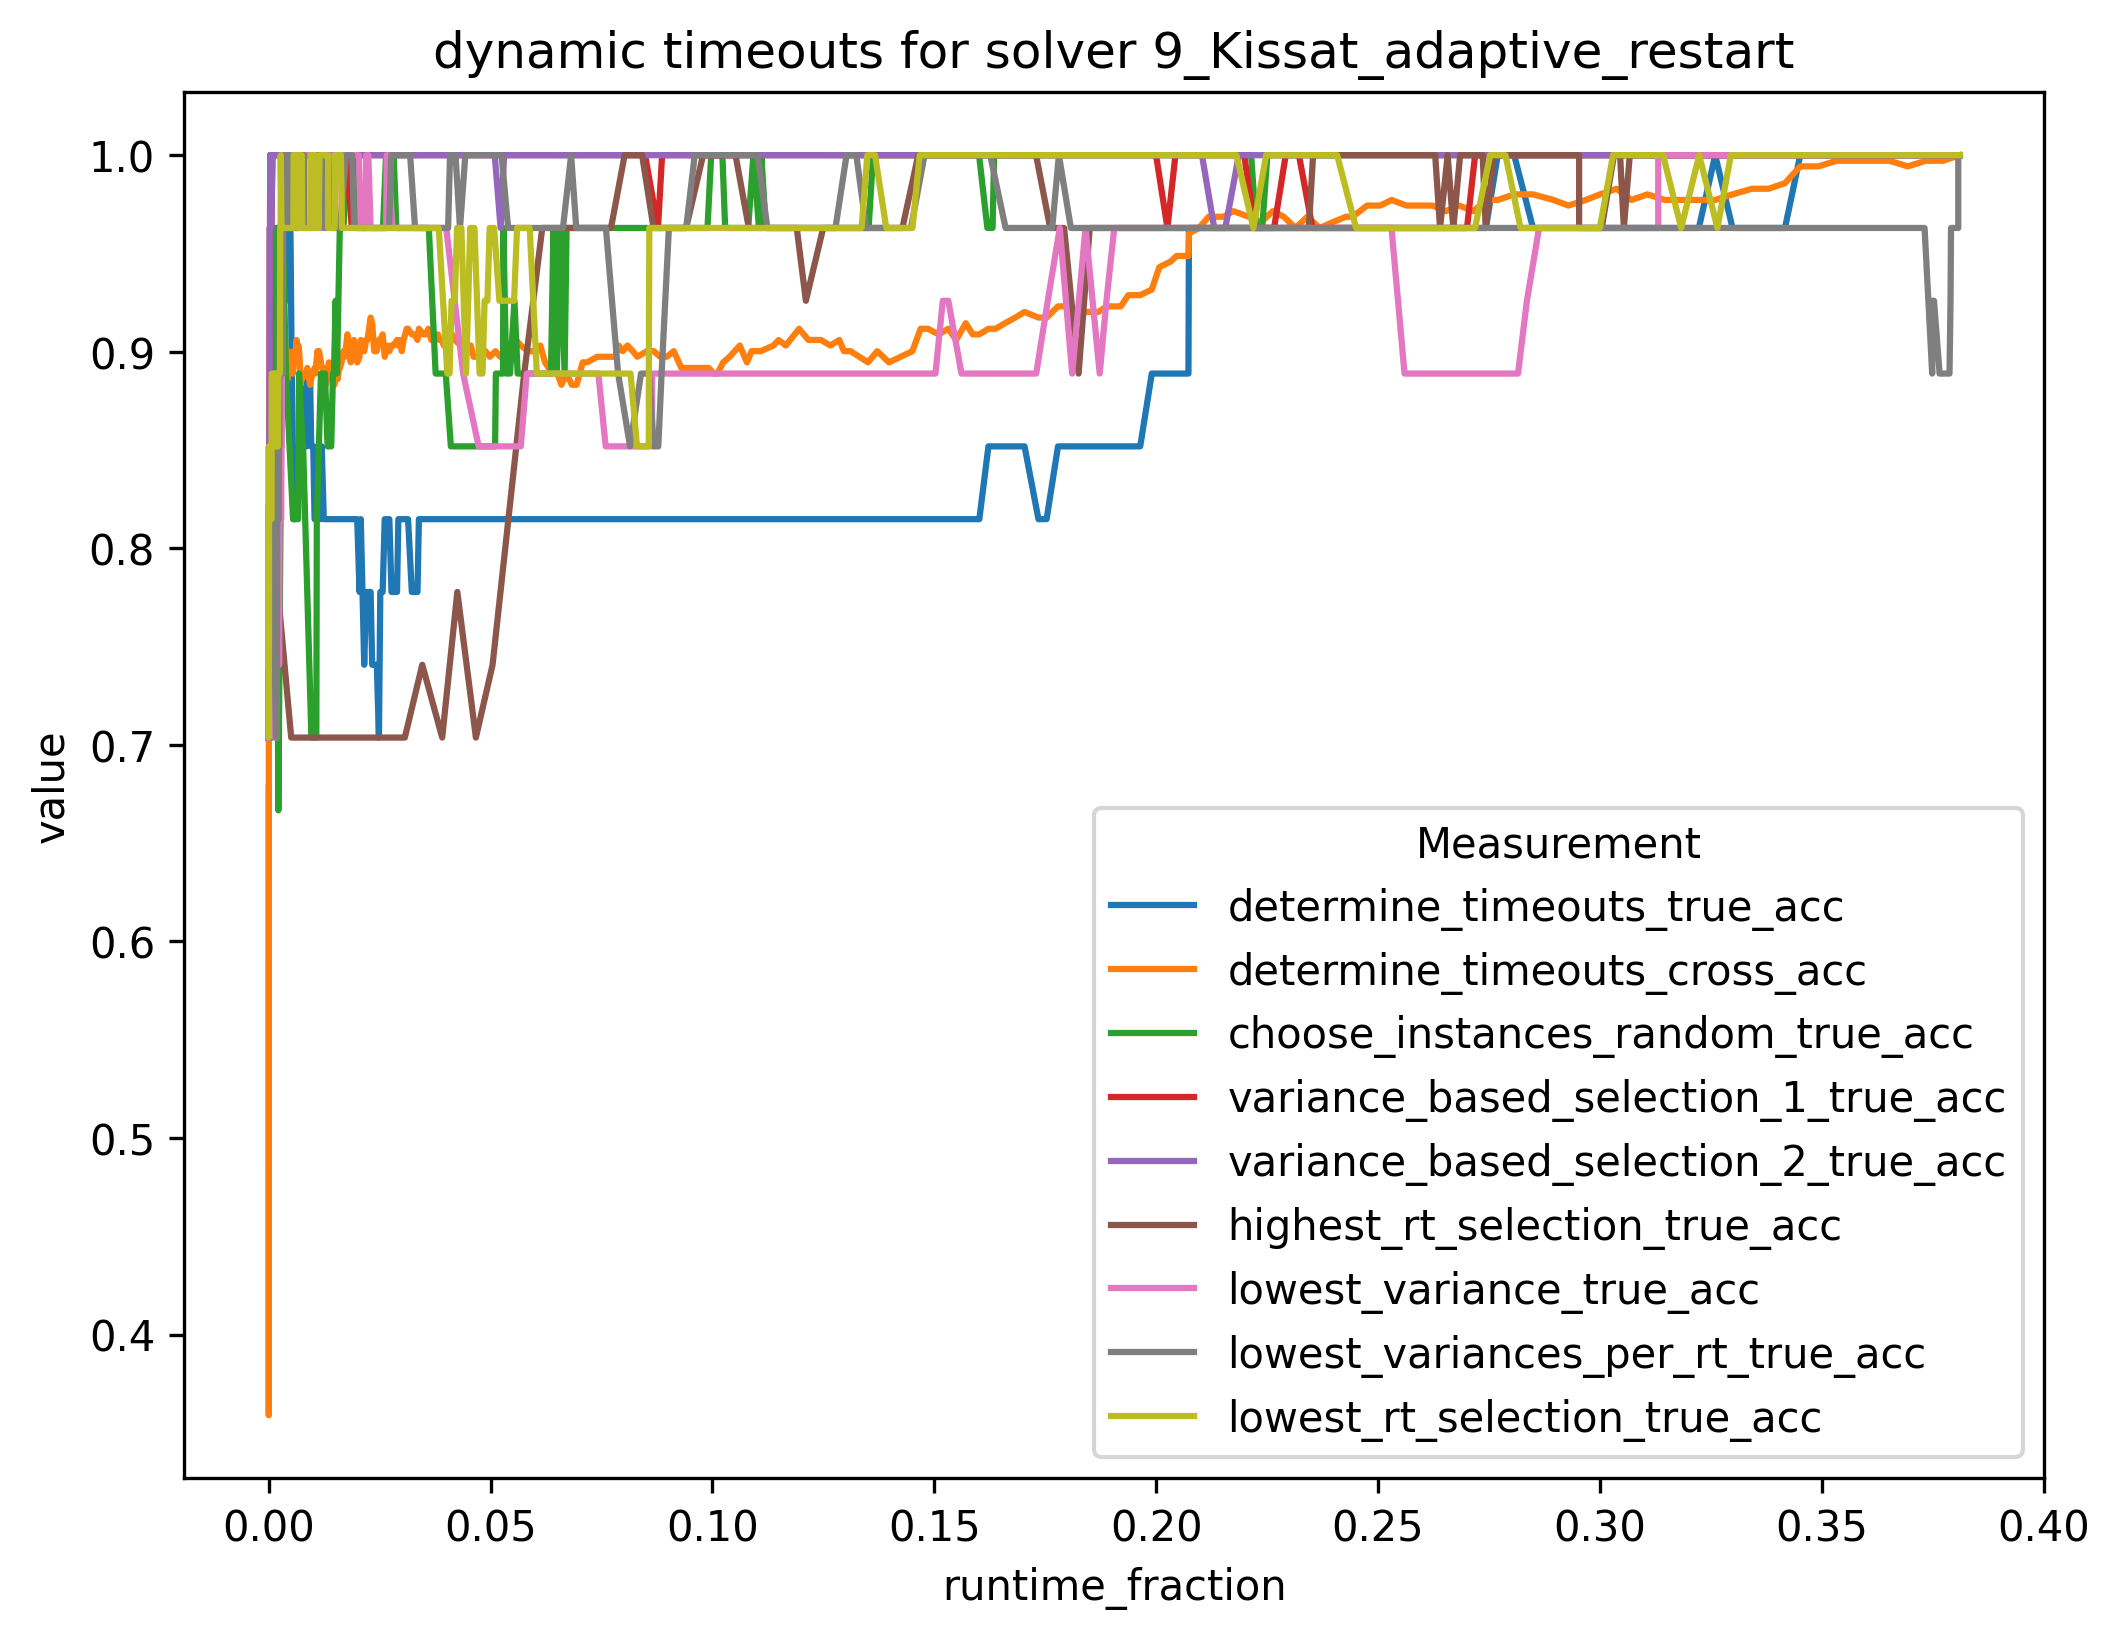 dynamic timeouts for solver 9_Kissat_adaptive_restart
1.0
0.9
0.8
0.7
0.6
0.5
0.4
value
Measurement
determine_timeouts_true_acc
determine_timeouts_cross_acc
choose_instances_random_true_acc
variance_based_selection_1_true_acc
variance_based_selection_2_true_acc
highest_rt_selection_true_acc
lowest_variance_true_acc
lowest_variances_per_rt_true_acc
lowest_rt_selection_true_acc
0.00 0.05 0.10 0.15 0.20 0.25 0.30 0.35 0.40
runtime_fraction